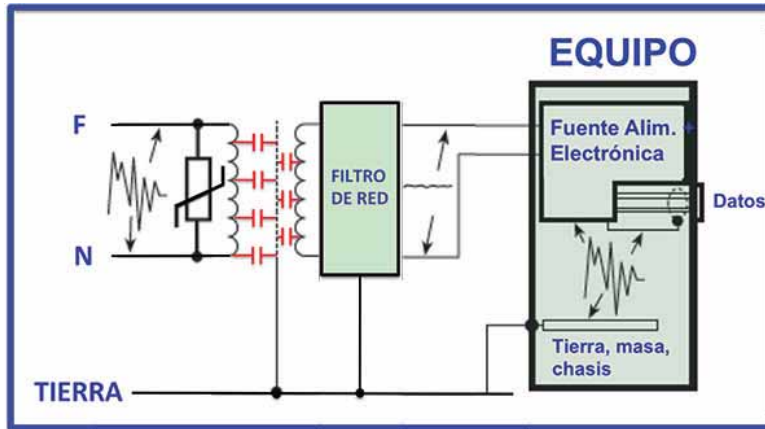 EQUIPO
F
Fuente Alim. +
Electrónica
FILTRO
DE RED
Datos
N
Tierra, masa,
chasis
TIERRA